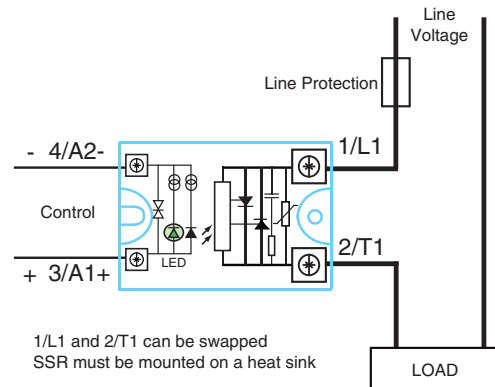 Line
Voltage
Line Protection
1/L1
- 4/A2-
Control
LED
2/T1
+ 3/A1+
1/L1 and 2/T1 can be swapped
SSR must be mounted on a heat sink
LOAD